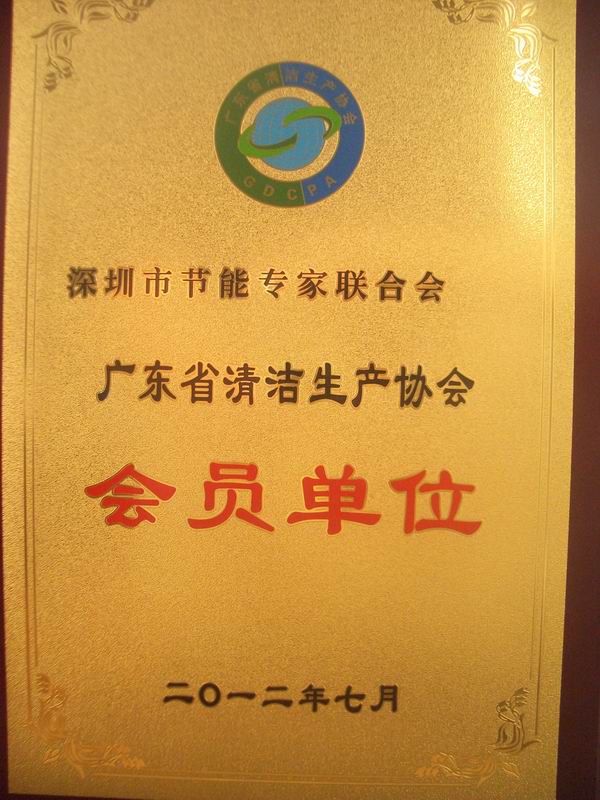 广东省清洁生产协会
GDCPA
深圳市节能专家联合会
广东省清洁生产协会
会员单位
二〇一二年七月